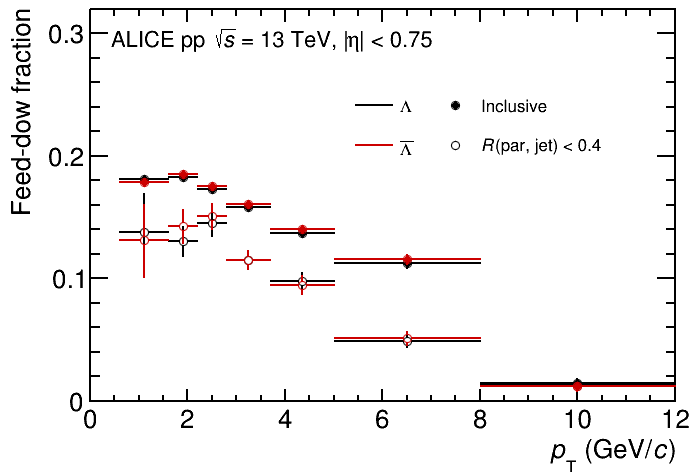 ALICE pp √s = 13 TeV, |η| < 0.75
Λ Inclusive
Λ̅ R(par, jet) < 0.4
Feed-dow fraction
0.3
0.2
0.1
0
0 2 4 6 8 10 12
p_T (GeV/c)